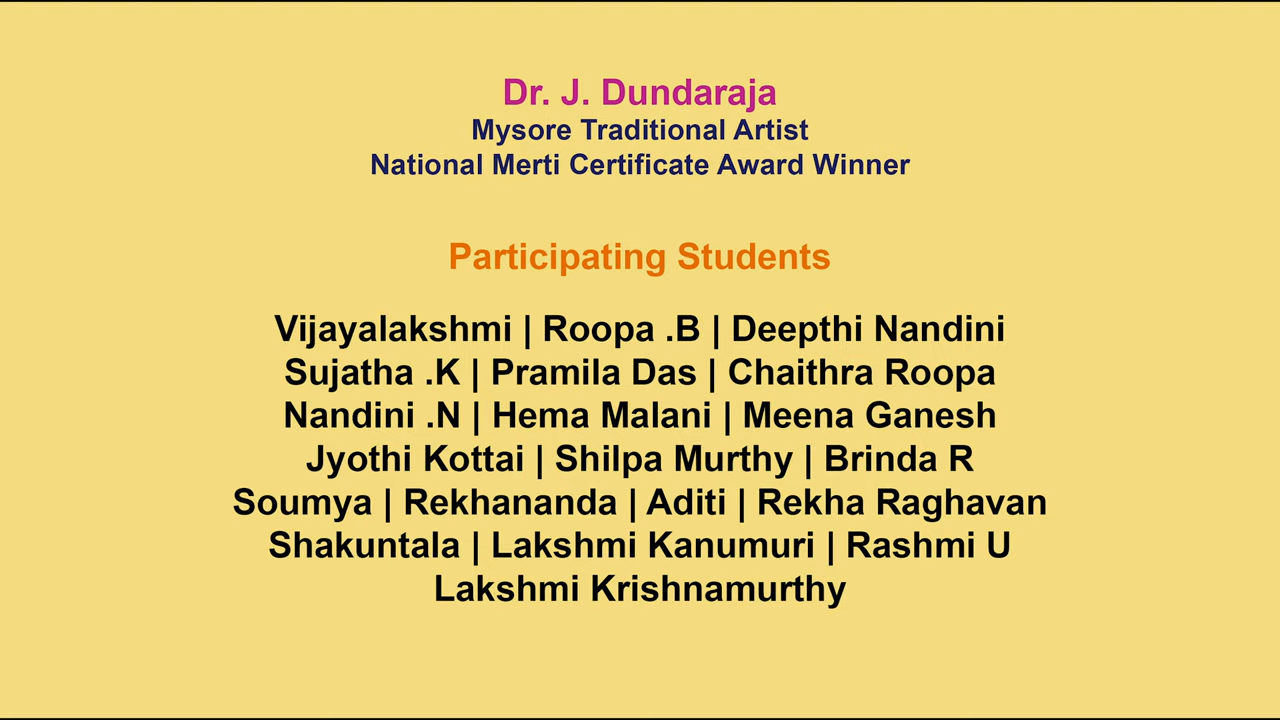 Dr. J. Dundaraja
Mysore Traditional Artist
National Merti Certificate Award Winner
Participating Students
Vijayalakshmi | Roopa .B | Deepthi Nandini
Sujatha .K | Pramila Das | Chaithra Roopa
Nandini .N | Hema Malani | Meena Ganesh
Jyothi Kottai | Shilpa Murthy | Brinda R
Soumya | Rekhananda | Aditi | Rekha Raghavan
Shakuntala | Lakshmi Kanumuri | Rashmi U
Lakshmi Krishnamurthy